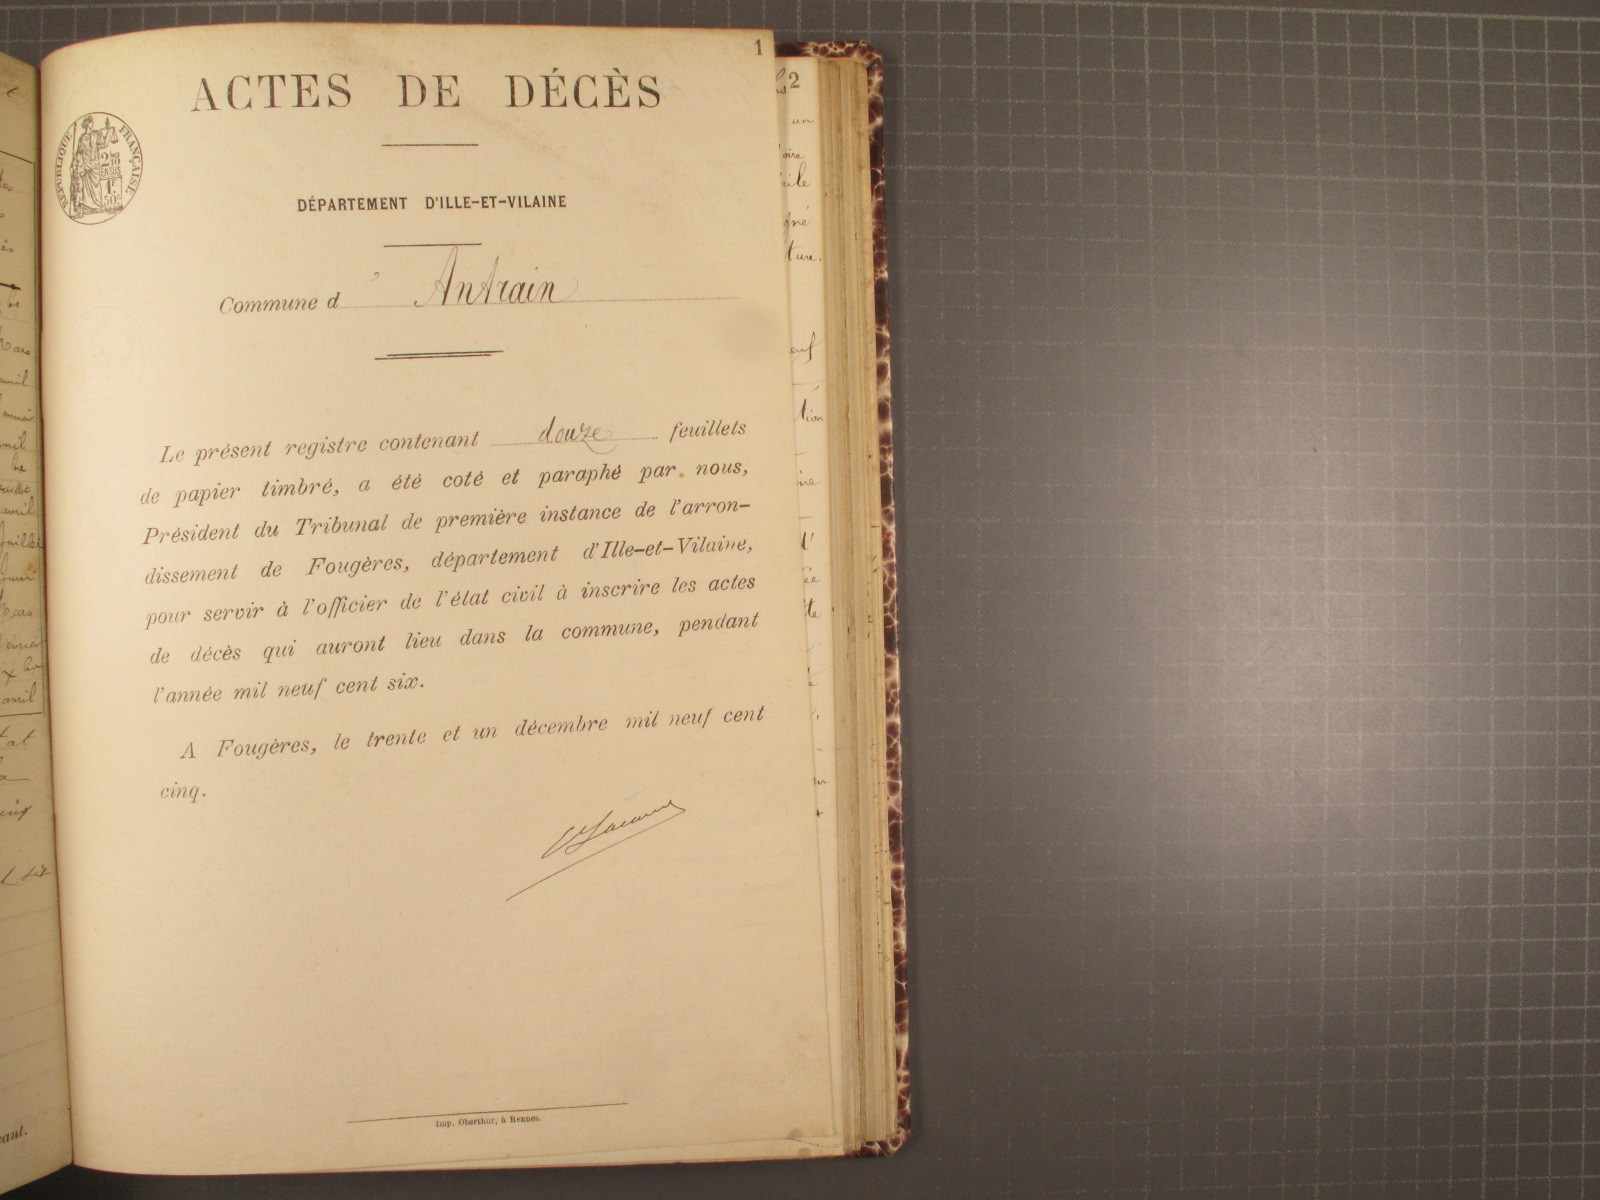 1
ACTES DE DÉCÈS
RÉPUBLIQUE FRANÇAISE
DÉPARTEMENT D'ILLE-ET-VILAINE
Commune d'Antrain
Le présent registre contenant douze feuillets
de papier timbré, a été coté et paraphé par nous,
Président du Tribunal de première instance de l'arron-
dissement de Fougères, département d'Ille-et-Vilaine,
pour servir à l'officier de l'état civil à inscrire les actes
de décès qui auront lieu dans la commune, pendant
l'année mil neuf cent six.
A Fougères, le trente et un décembre mil neuf cent
cinq.
Imp. Oberthur, à Rennes.
2
un